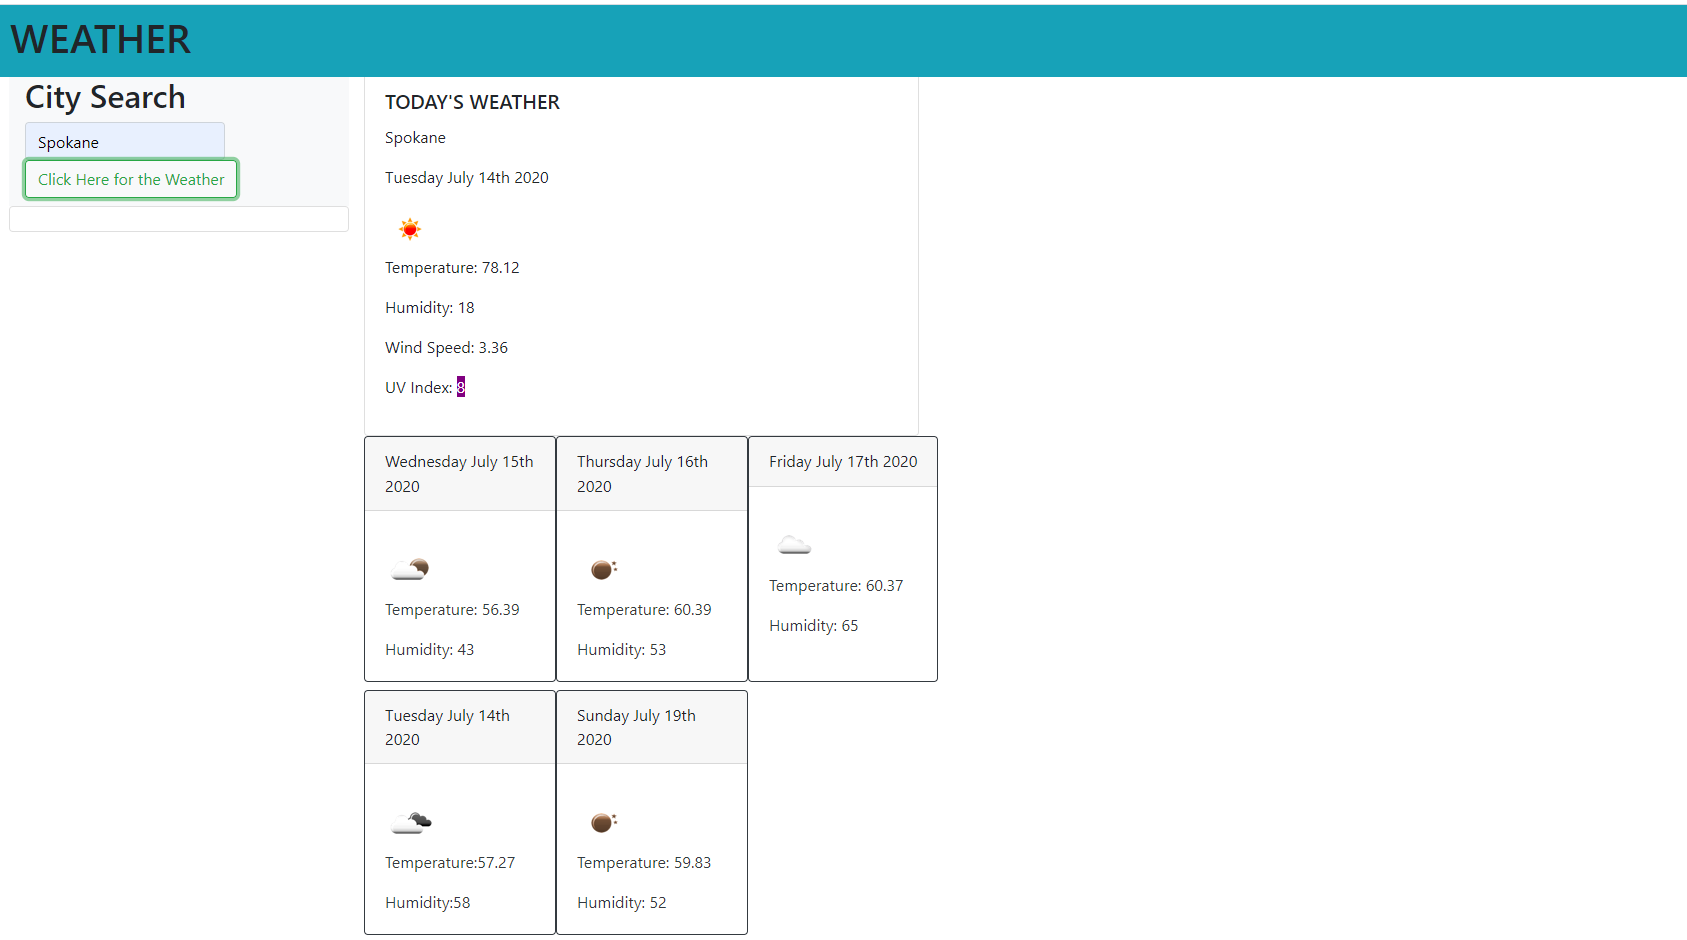 WEATHER
City Search
Spokane
Click Here for the Weather
TODAY'S WEATHER
Spokane
Tuesday July 14th 2020
Temperature: 78.12
Humidity: 18
Wind Speed: 3.36
UV Index: 8
Wednesday July 15th
2020
Temperature: 56.39
Humidity: 43
Thursday July 16th
2020
Temperature: 60.39
Humidity: 53
Friday July 17th 2020
Temperature: 60.37
Humidity: 65
Tuesday July 14th
2020
Temperature:57.27
Humidity:58
Sunday July 19th
2020
Temperature: 59.83
Humidity: 52